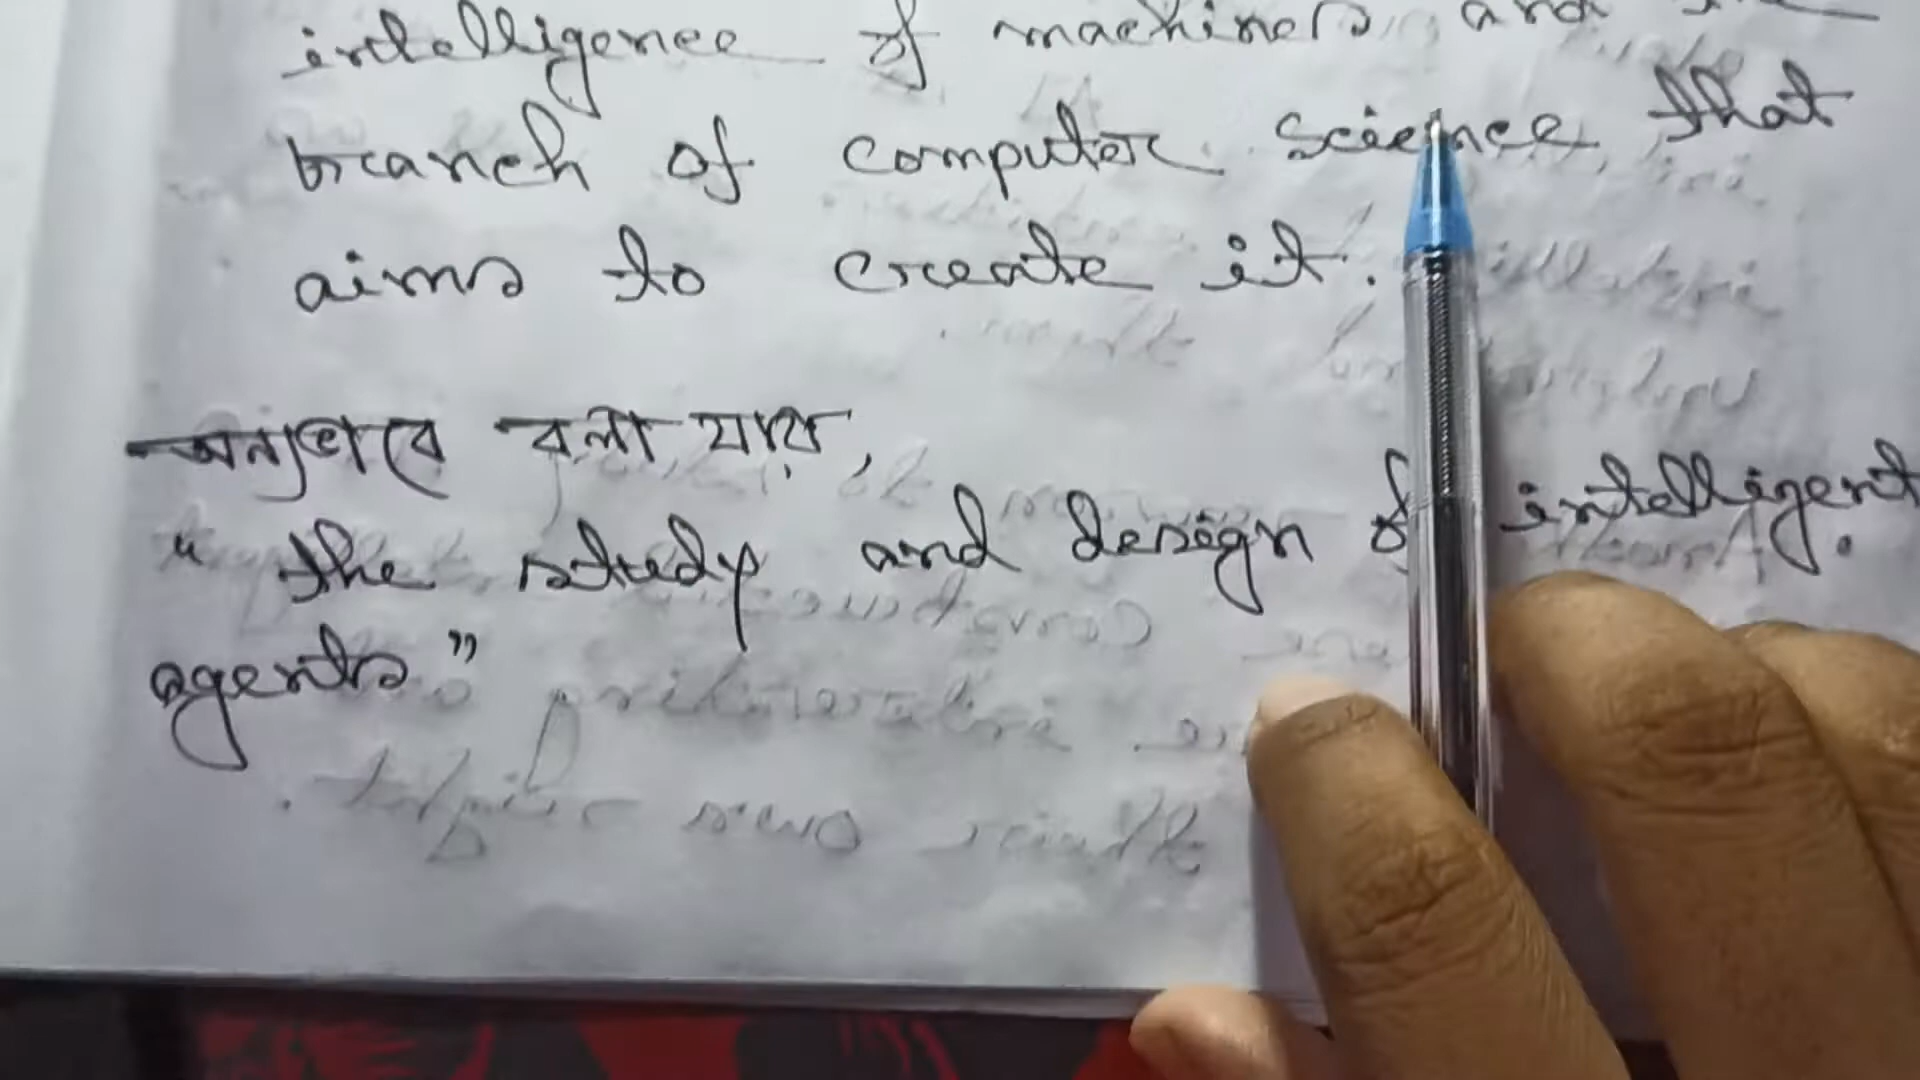 intelligence of machines, and the
branch of computer science that
aims to create it.
অন্যভাবে বলা যায়,
“ the study and design of intelligent
agents ”